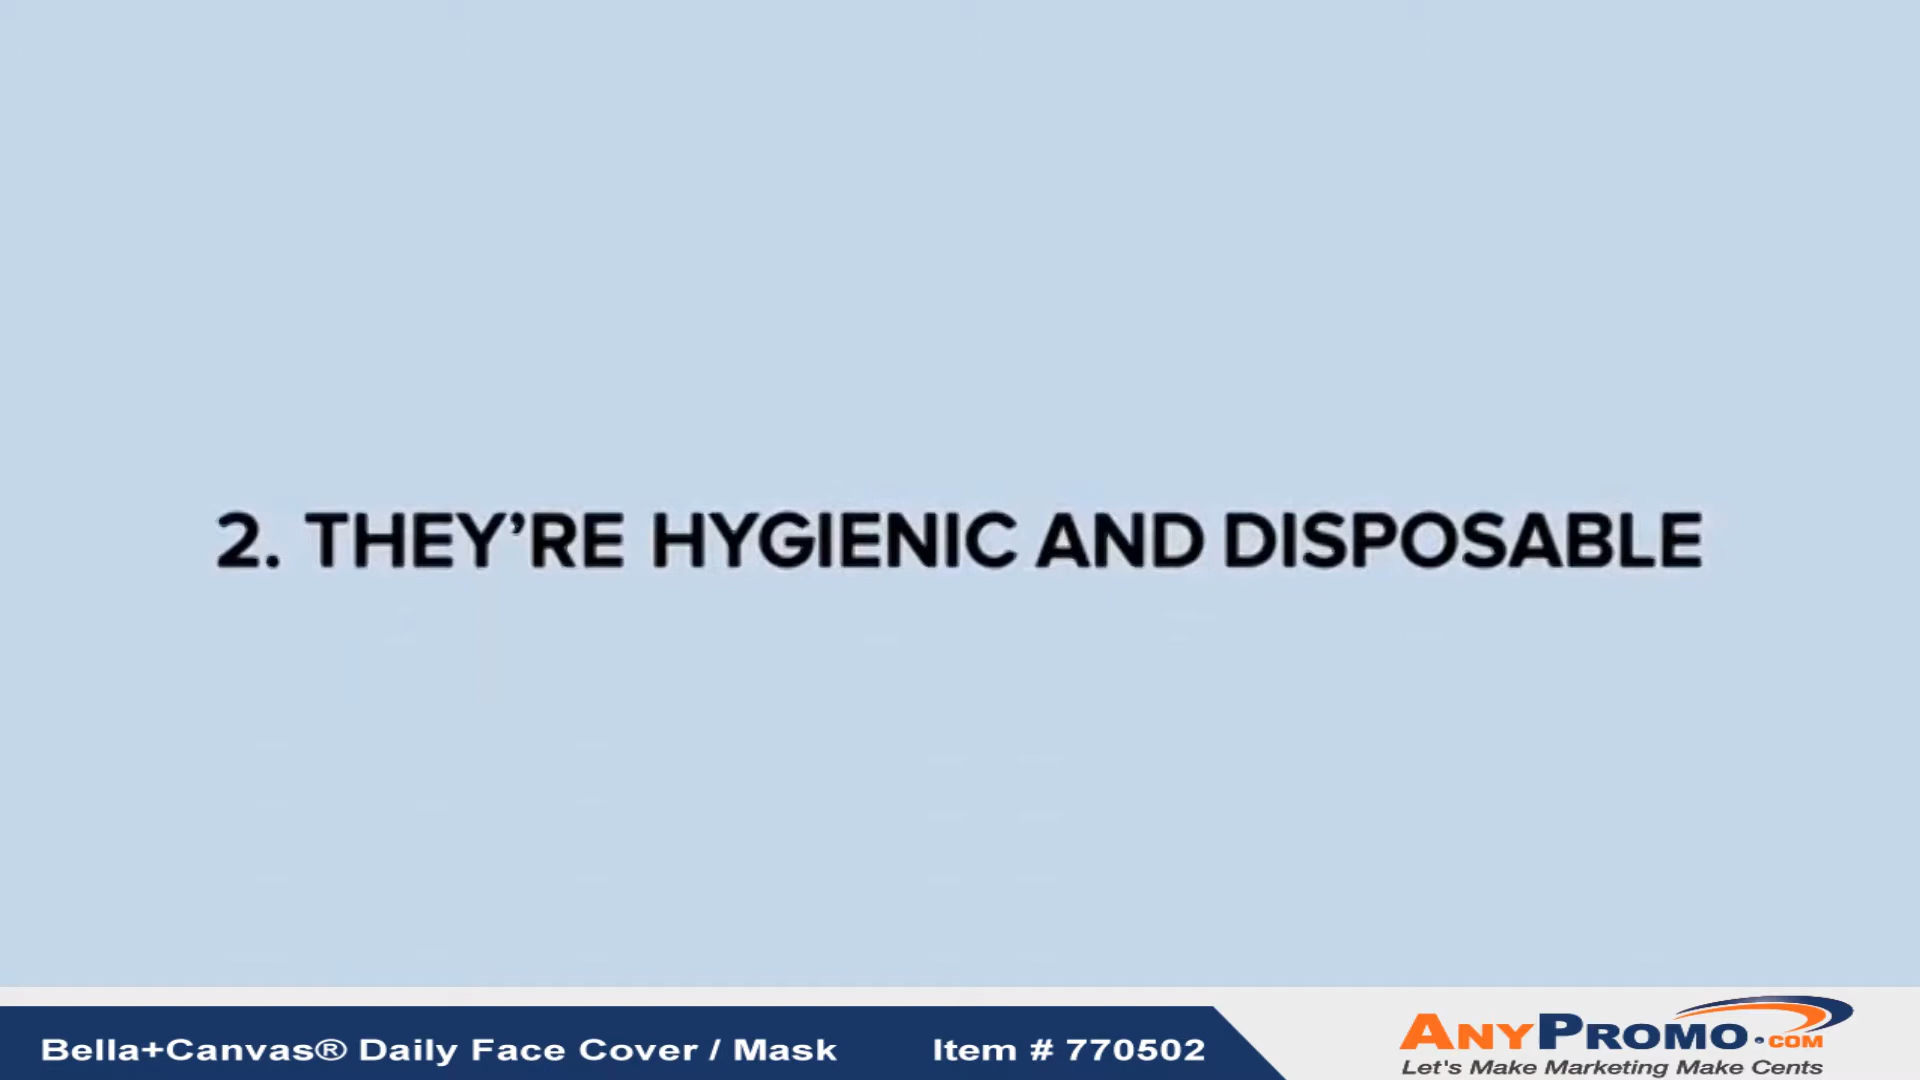 2. THEY'RE HYGIENIC AND DISPOSABLE
Bella+Canvas® Daily Face Cover / Mask Item # 770502
ANYPROMO.COM
Let's Make Marketing Make Cents